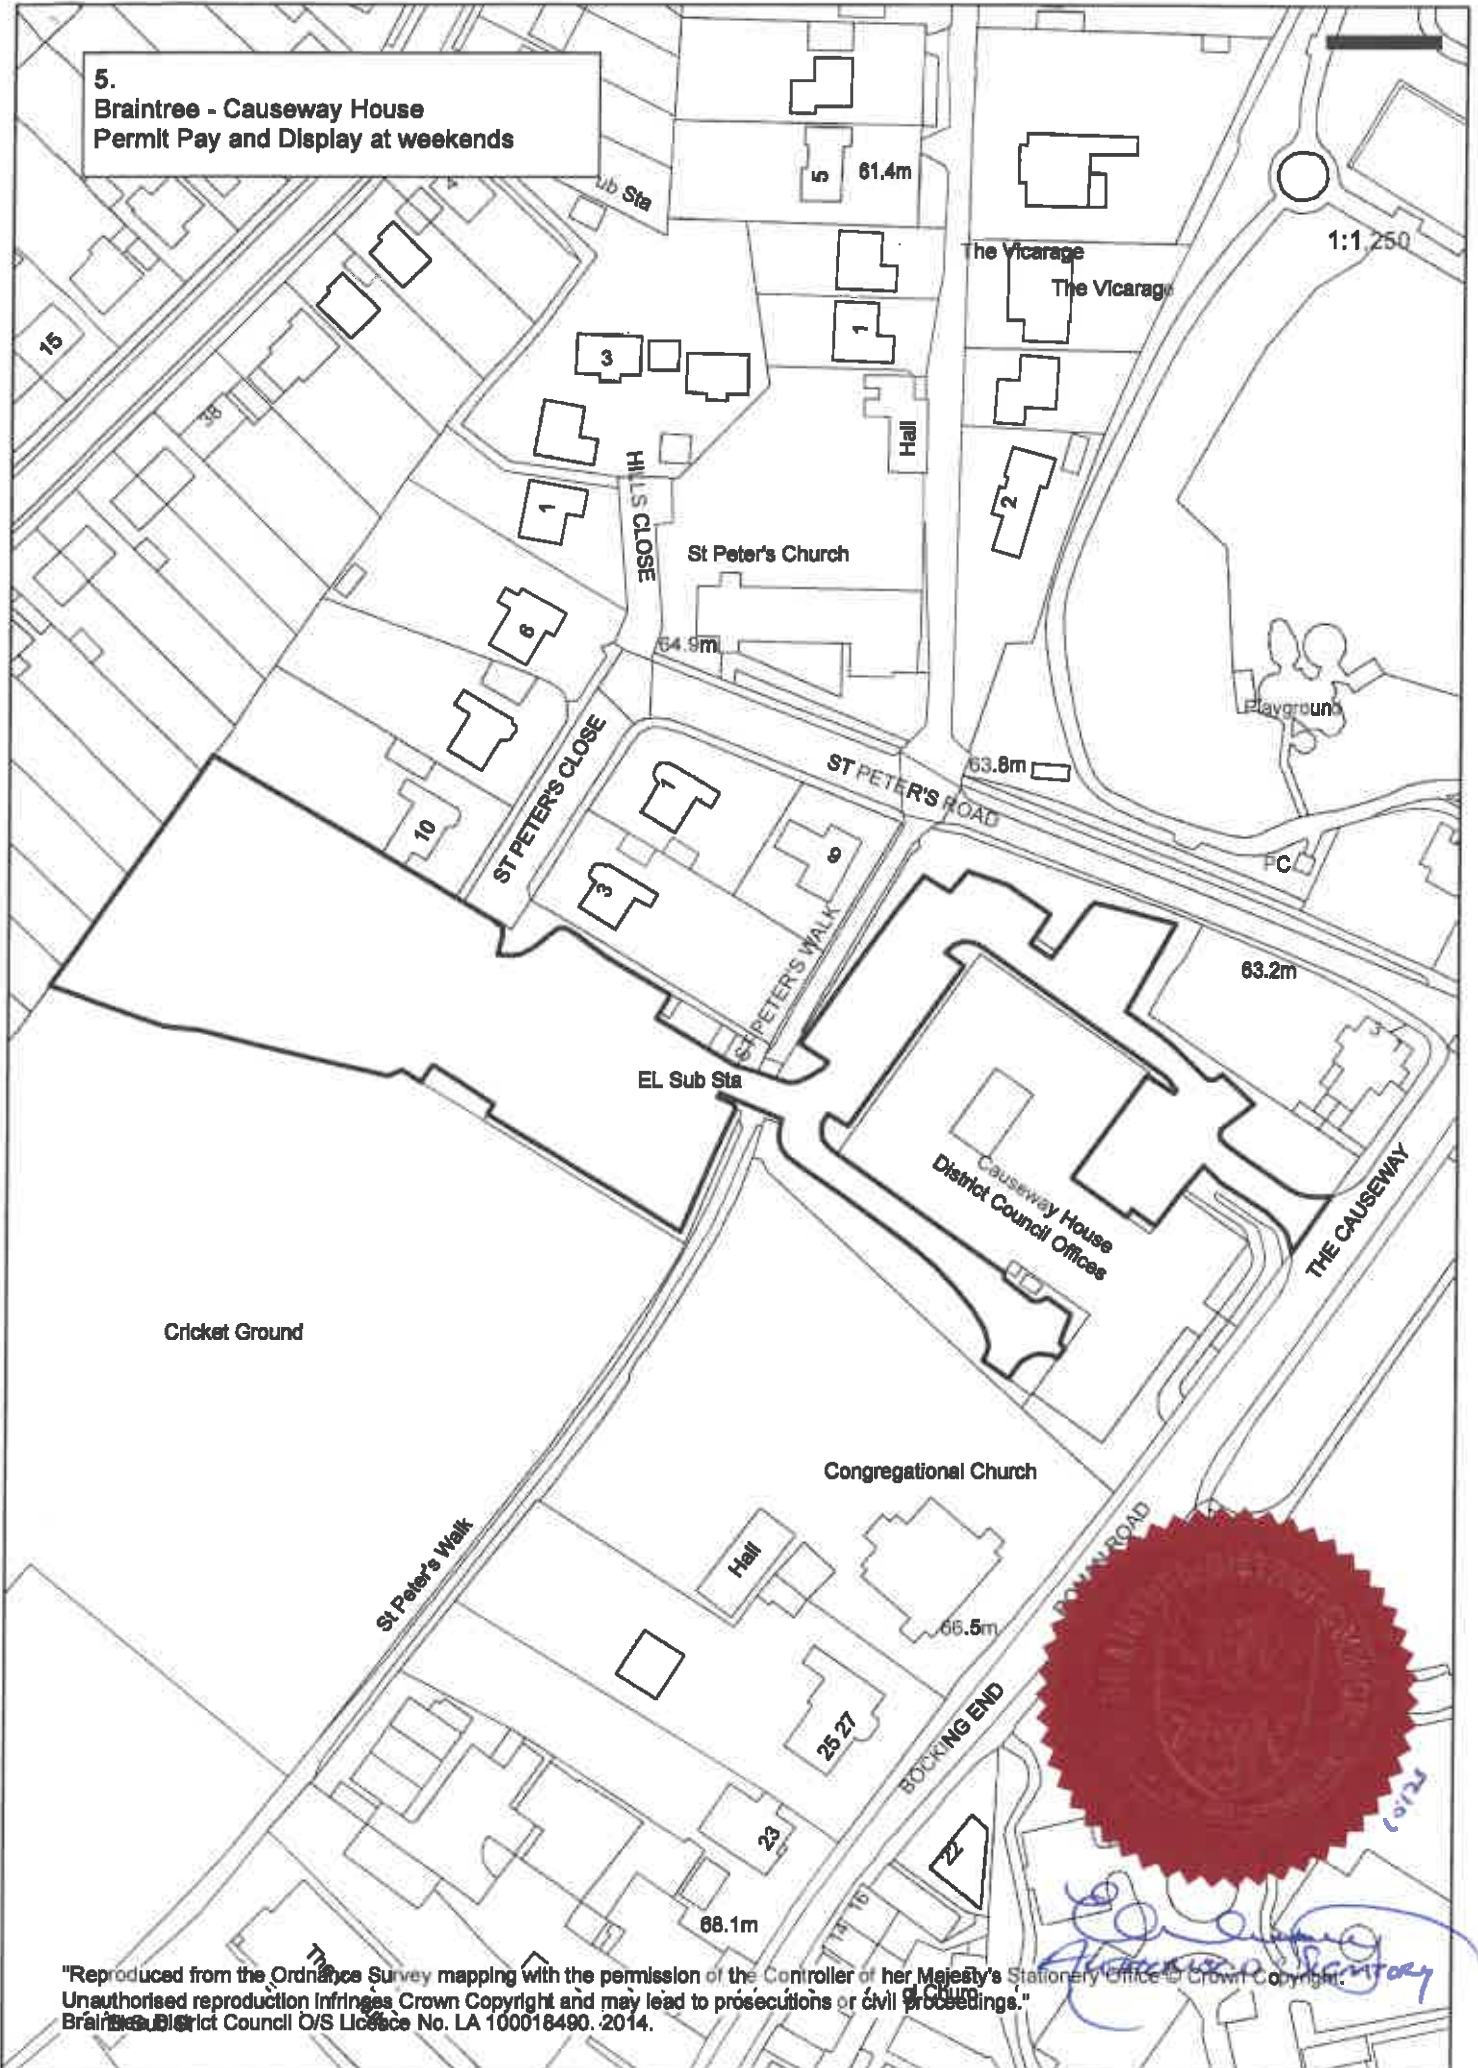 5.
Braintree - Causeway House
Permit Pay and Display at weekends
ub Sta
4
5
61.4m
1:1,250
The Vicarage
The Vicarage
15
3
1
38
Hall
HILLS CLOSE
1
2
St Peter's Church
6
64.9m
Playground
ST PETER'S CLOSE
1
ST PETER'S ROAD
63.8m
10
9
PC
3
ST PETER'S WALK
63.2m
3
EL Sub Sta
Causeway House
District Council Offices
THE CAUSEWAY
Cricket Ground
Congregational Church
St Peter's Walk
Hall
66.5m
BOCKING END
25 27
23
22
14
16
68.1m
The
"Reproduced from the Ordnance Survey mapping with the permission of the Controller of her Majesty's Stationery Office © Crown Copyright.
Unauthorised reproduction infringes Crown Copyright and may lead to prosecutions or civil proceedings."
Braintree District Council O/S Licence No. LA 100018490. 2014.